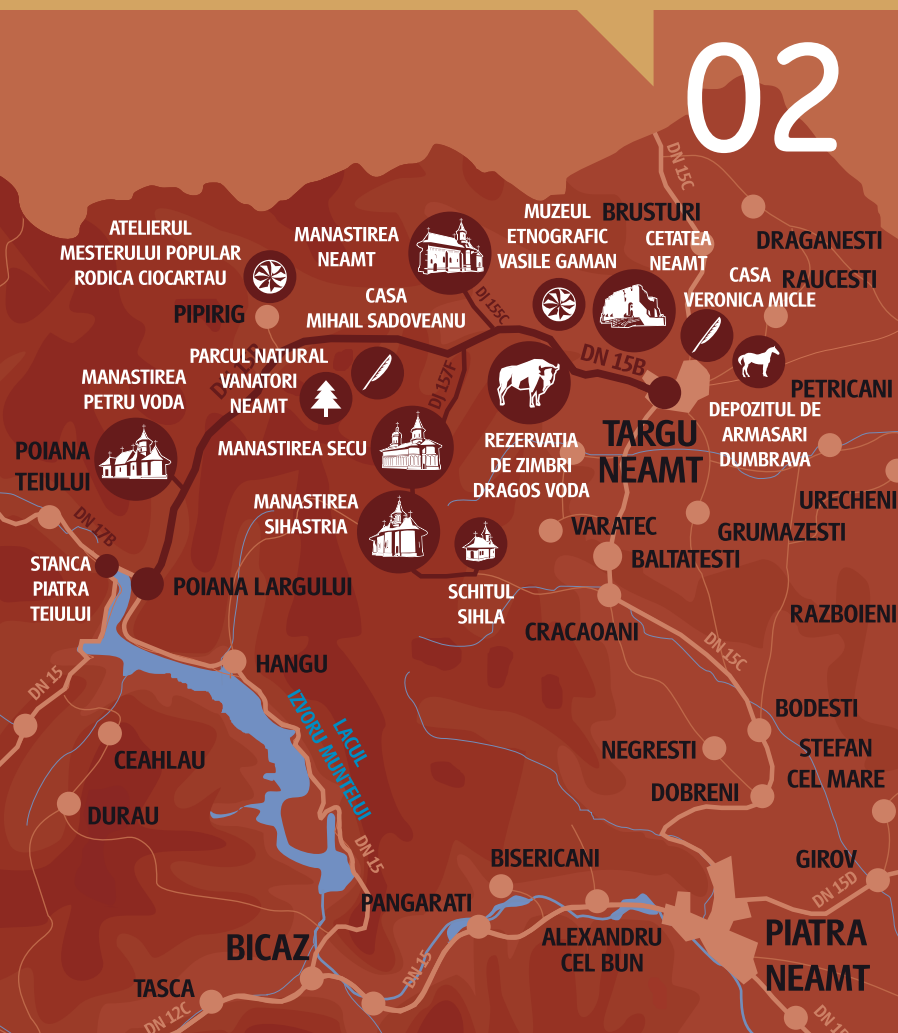 02
DN 15C
ATELIERUL
MESTERULUI POPULAR
RODICA CIOCARTAU
MANASTIREA
NEAMT
MUZEUL
ETNOGRAFIC
VASILE GAMAN
BRUSTURI
CETATEA
NEAMT
DRAGANESTI
CASA
VERONICA MICLE
RAUCESTI
PIPIRIG
CASA
MIHAIL SADOVEANU
DJ 155C
DN 15B
DN 15B
PARCUL NATURAL
VANATORI
NEAMT
DJ 157F
MANASTIREA
PETRU VODA
PETRICANI
DEPOZITUL DE
ARMASARI
DUMBRAVA
TARGU
NEAMT
POIANA
TEIULUI
MANASTIREA SECU
REZERVATIA
DE ZIMBRI
DRAGOS VODA
MANASTIREA
SIHASTRIA
URECHENI
DN 17B
VARATEC
GRUMAZESTI
BALTATESTI
STANCA
PIATRA
TEIULUI
POIANA LARGULUI
SCHITUL
SIHLA
RAZBOIENI
CRACAOANI
DN 15C
HANGU
DN 15
LACUL
IZVORU MUNTELUI
BODESTI
CEAHLAU
NEGRESTI
STEFAN
CEL MARE
DOBRENI
DURAU
DN 15
BISERICANI
GIROV
DN 15D
PANGARATI
ALEXANDRU
CEL BUN
PIATRA
NEAMT
BICAZ
DN 15
TASCA
DN 12C